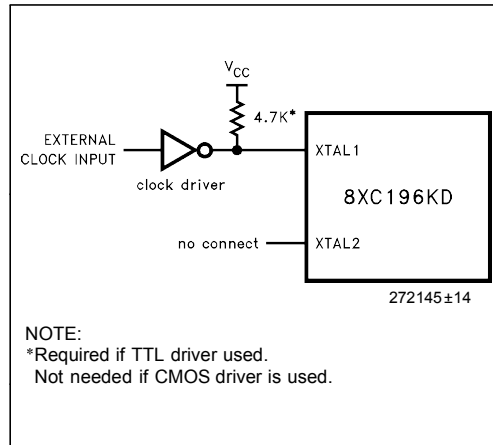 VCC
4.7K*
EXTERNAL
CLOCK INPUT
clock driver
XTAL1
8XC196KD
no connect
XTAL2
272145±14
NOTE:
*Required if TTL driver used.
Not needed if CMOS driver is used.